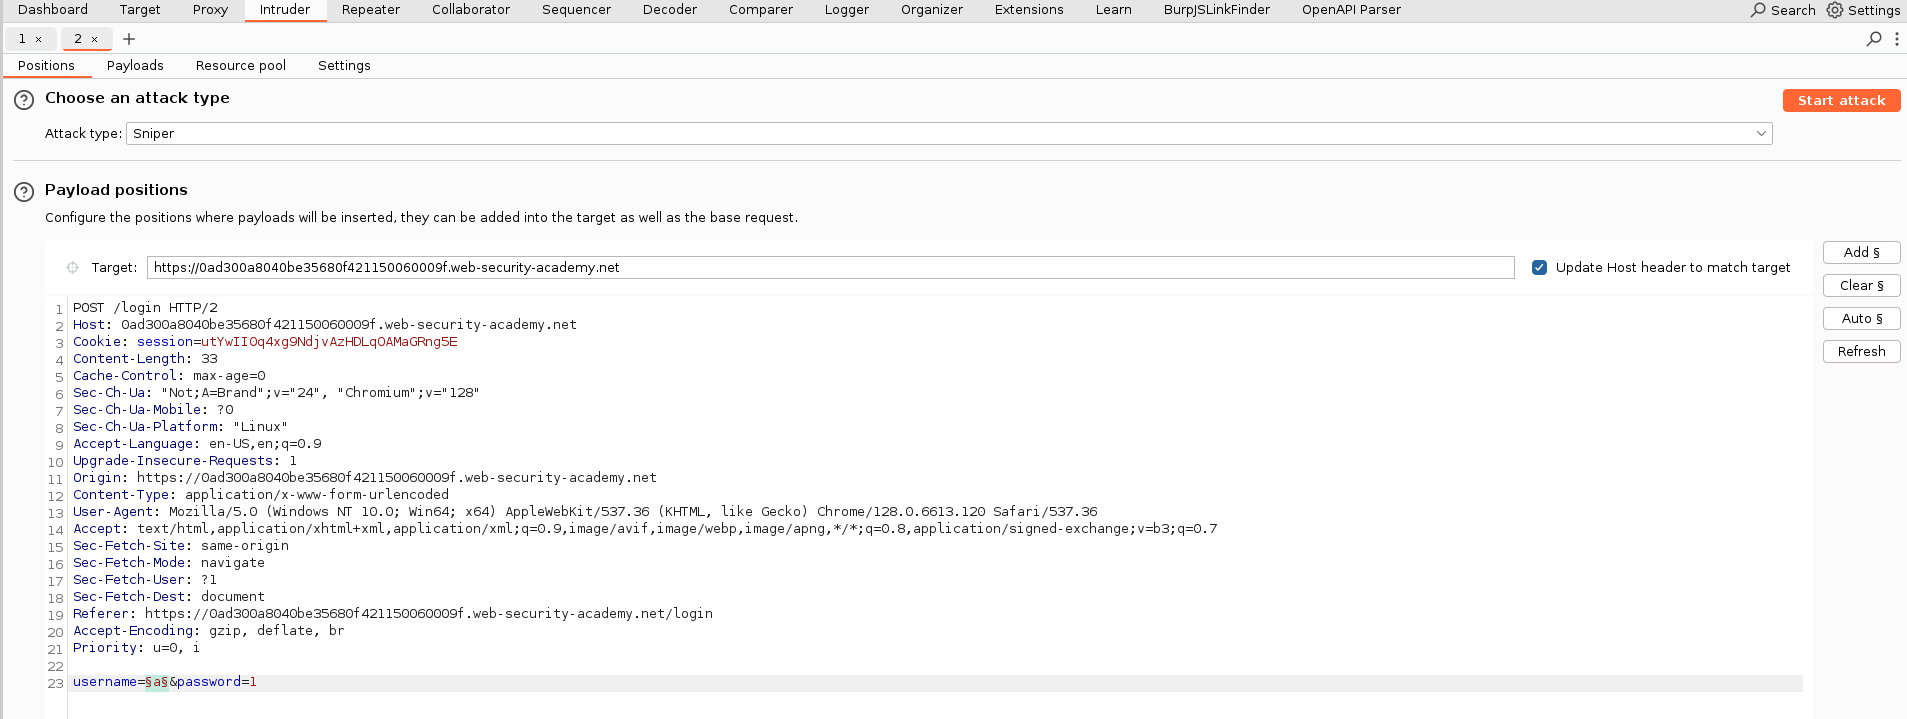 Dashboard Target Proxy Intruder Repeater Collaborator Sequencer Decoder Comparer Logger Organizer Extensions Learn BurpJSLinkFinder OpenAPI Parser Search Settings
1 × 2 × +
Positions Payloads Resource pool Settings
? Choose an attack type
Start attack
Attack type: Sniper
? Payload positions
Configure the positions where payloads will be inserted, they can be added into the target as well as the base request.
Target: https://0ad300a8040be35680f421150060009f.web-security-academy.net Update Host header to match target
Add §
Clear §
Auto §
Refresh
1 POST /login HTTP/2
2 Host: 0ad300a8040be35680f421150060009f.web-security-academy.net
3 Cookie: session=utYwII0q4xg9NdjvAzHDLqOAMaGRng5E
4 Content-Length: 33
5 Cache-Control: max-age=0
6 Sec-Ch-Ua: "Not;A=Brand";v="24", "Chromium";v="128"
7 Sec-Ch-Ua-Mobile: ?0
8 Sec-Ch-Ua-Platform: "Linux"
9 Accept-Language: en-US,en;q=0.9
10 Upgrade-Insecure-Requests: 1
11 Origin: https://0ad300a8040be35680f421150060009f.web-security-academy.net
12 Content-Type: application/x-www-form-urlencoded
13 User-Agent: Mozilla/5.0 (Windows NT 10.0; Win64; x64) AppleWebKit/537.36 (KHTML, like Gecko) Chrome/128.0.6613.120 Safari/537.36
14 Accept: text/html,application/xhtml+xml,application/xml;q=0.9,image/avif,image/webp,image/apng,*/*;q=0.8,application/signed-exchange;v=b3;q=0.7
15 Sec-Fetch-Site: same-origin
16 Sec-Fetch-Mode: navigate
17 Sec-Fetch-User: ?1
18 Sec-Fetch-Dest: document
19 Referer: https://0ad300a8040be35680f421150060009f.web-security-academy.net/login
20 Accept-Encoding: gzip, deflate, br
21 Priority: u=0, i
22
23 username=§a§&password=1